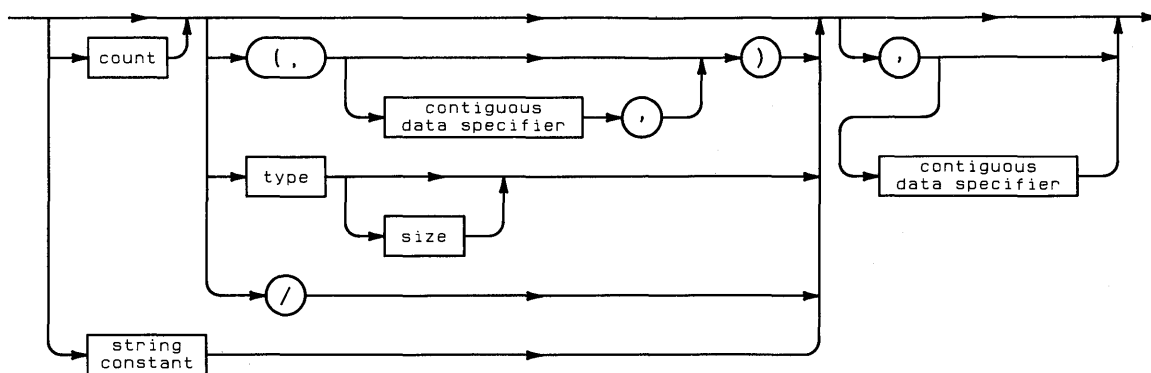 count
( ,
)
,
contiguous
data specifier
,
type
contiguous
data specifier
size
/
string
constant